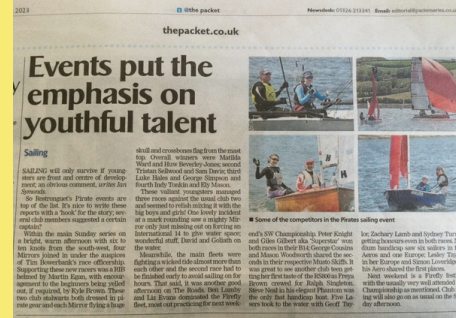 2023
@the packet
Newsdesk: 01326 213333 Email: editorial@packetseries.co.u
thepacket.co.uk
Events put the
emphasis on
youthful talent
Sailing
SAILING will only survive if young-
sters are front and centre of develop-
ment, an obvious comment, writes Ian
Symonds.
So Restronguet's Pirate events are
top of the list. It's nice to write these
reports with a 'hook' for the story; sev-
eral club members suggested a certain
captain?
Within the main Sunday series on
a bright, warm afternoon with six to
ten knots from the south-west, four
Mirrors joined in under the auspices
of Tim Bowerbank's race officership.
Supporting these new racers was a RIB
helmed by Martin Egan, with encour-
agement to the beginners being yelled
out, if required, by Kyle Brown. These
two club stalwarts both dressed in pi-
rate gear and each Mirror flying a huge
skull and crossbones flag from the mast
top. Overall winners were Matilda
Ward and Huw Beverley-Jones, second
Tristan Sellwood and Sam Davis; third
Luke Hales and George Simpson and
fourth Indy Tonkin and Elly Mason.
These valiant youngsters managed
three races against the usual club two
and seemed to relish mixing it with the
big boys and girls! One lovely incident
at a mark rounding saw a mighty Mir-
ror only just missing out on forcing an
International 14 to give water space;
wonderful stuff, David and Goliath on
the water.
Meanwhile, the main fleets were
fighting a wicked tide almost more than
each other and the second race had to
be finished early to avoid sailing on for
hours. That said, it was another good
afternoon on The Roads, Ben Lumby
and Liz Evans dominated the Firefly
fleet, most out practicing for next week-
■ Some of the competitors in the Pirates sailing event
end's SW Championship. Peter Knight
and Giles Gilbert aka 'Superstar' won
both races in their B14; George Cousins
and Mason Woodworth shared the sec-
onds in their respective Musto Skiffs. It
was great to see another club teen get-
ting her first taste of the RS800 as Freya
Brown crewed for Ralph Singleton.
Steve Neal in his elegant Phantom was
the only fast handicap boat. Five La-
sers took to the water with Geoff Tay-
lor, Zachary Lamb and Sydney Turn
getting honours even in both races. M
dium handicap saw six sailors in t
Aeros and one Europe; Lesley Tin
in her Europe and Simon Loveridge
his Aero shared the first places.
Next weekend is a Firefly fest
with the usually very well attended
Championship as mentioned. Club
ing will also go on as usual on the S
day afternoon.